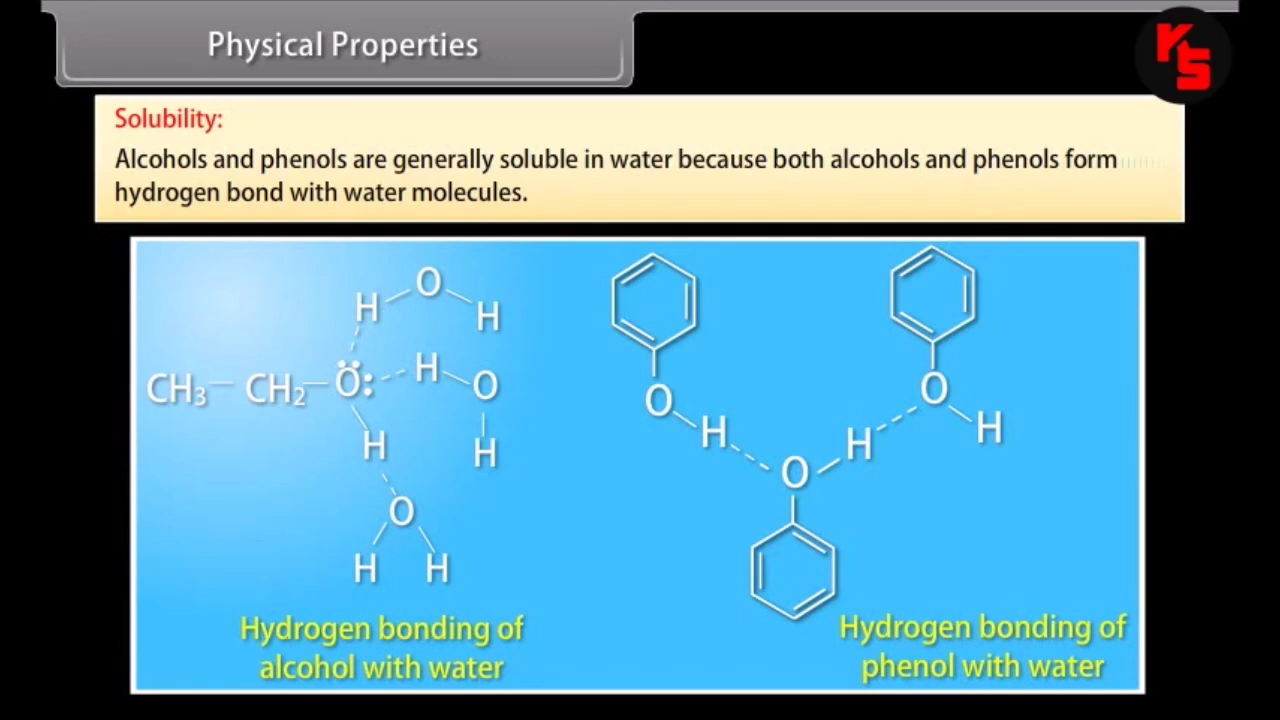 Physical Properties
KS
Solubility:
Alcohols and phenols are generally soluble in water because both alcohols and phenols form
hydrogen bond with water molecules.
H O H
CH₃ CH₂ Ö: H O
H H
O
H H
O H
O H
O H
Hydrogen bonding of
alcohol with water
Hydrogen bonding of
phenol with water